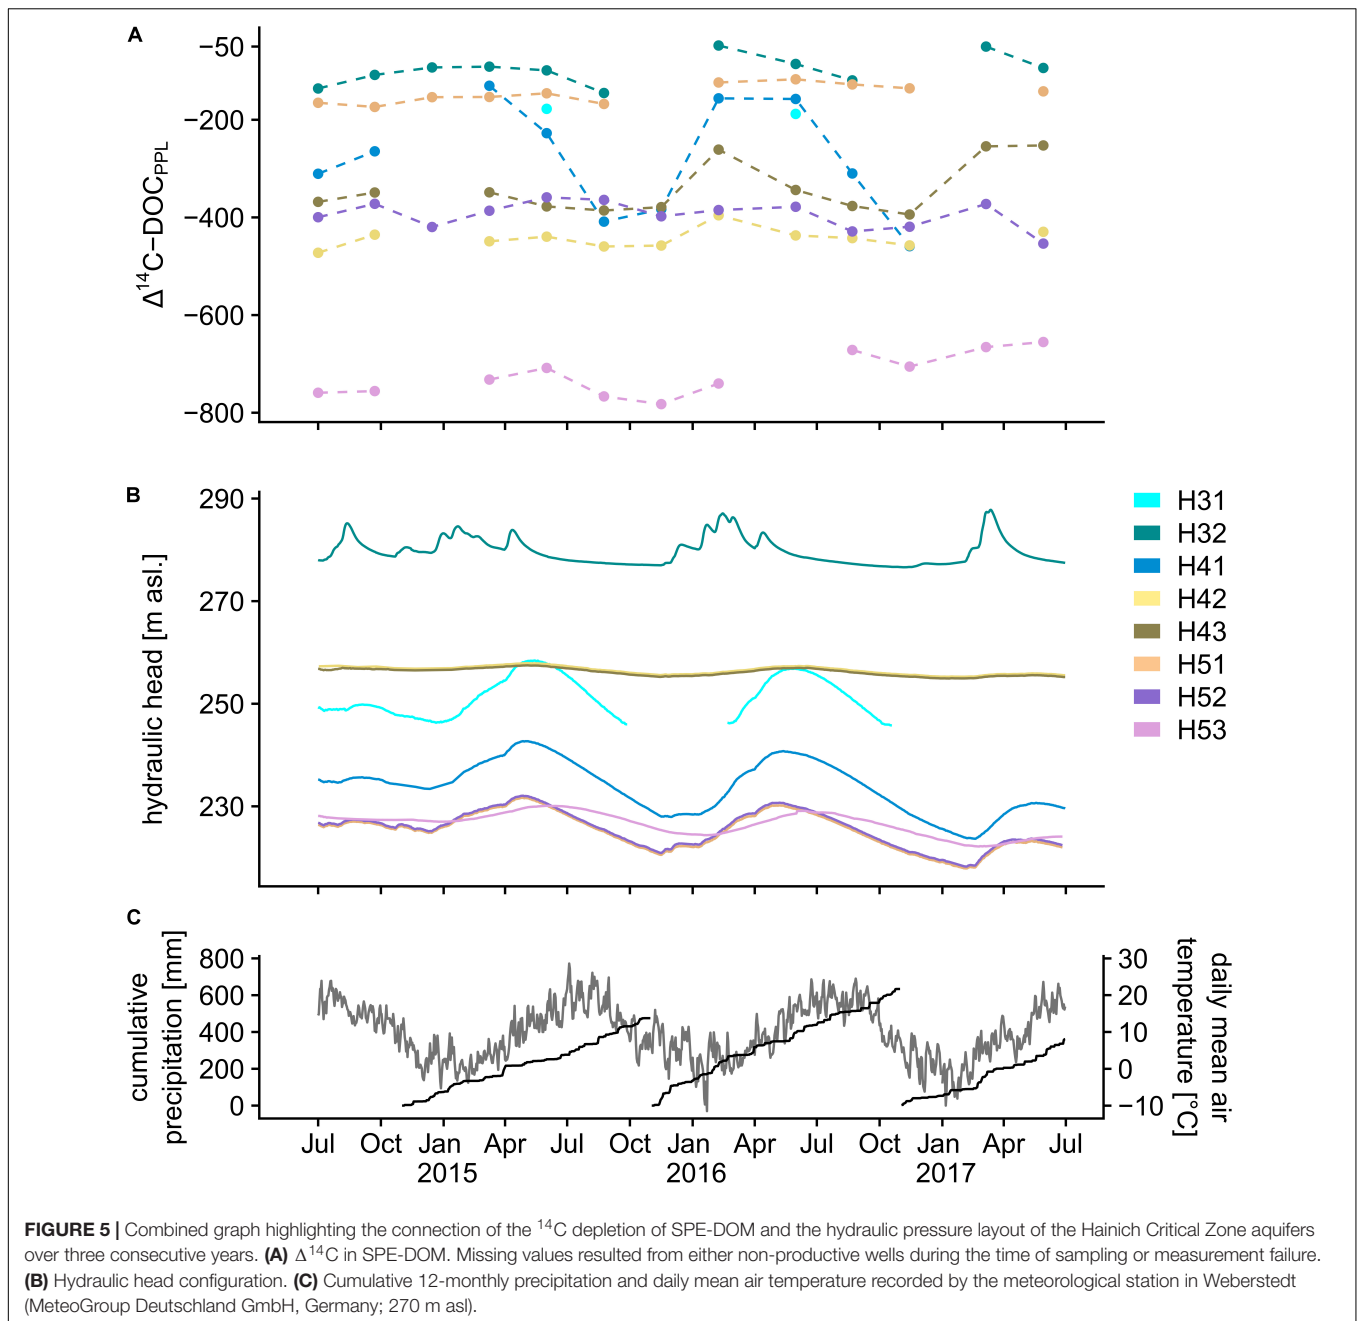 A
−50
−200
−400
−600
−800
Δ¹⁴C−DOC_PPL
B
290
270
250
230
hydraulic head [m asl.]
H31
H32
H41
H42
H43
H51
H52
H53
C
cumulative
precipitation [mm]
800
600
400
200
0
30
20
10
0
−10
daily mean air
temperature [°C]
Jul Oct Jan Apr Jul Oct Jan Apr Jul Oct Jan Apr Jul
2015 2016 2017
FIGURE 5 | Combined graph highlighting the connection of the ¹⁴C depletion of SPE-DOM and the hydraulic pressure layout of the Hainich Critical Zone aquifers
over three consecutive years. (A) Δ¹⁴C in SPE-DOM. Missing values resulted from either non-productive wells during the time of sampling or measurement failure.
(B) Hydraulic head configuration. (C) Cumulative 12-monthly precipitation and daily mean air temperature recorded by the meteorological station in Weberstedt
(MeteoGroup Deutschland GmbH, Germany; 270 m asl).